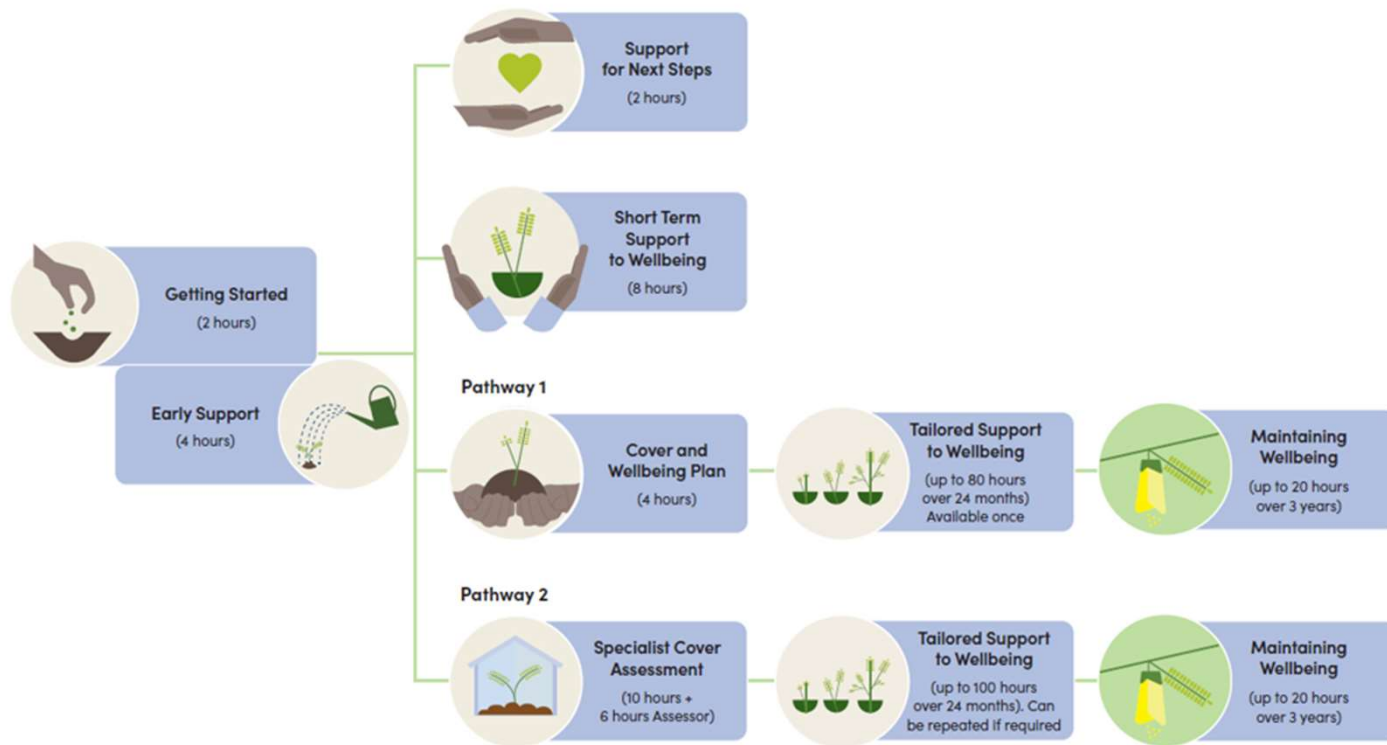 Support
for Next Steps
(2 hours)
Short Term
Support
to Wellbeing
(8 hours)
Getting Started
(2 hours)
Early Support
(4 hours)
Pathway 1
Cover and
Wellbeing Plan
(4 hours)
Tailored Support
to Wellbeing
(up to 80 hours
over 24 months)
Available once
Maintaining
Wellbeing
(up to 20 hours
over 3 years)
Pathway 2
Specialist Cover
Assessment
(10 hours +
6 hours Assessor)
Tailored Support
to Wellbeing
(up to 100 hours
over 24 months). Can
be repeated if required
Maintaining
Wellbeing
(up to 20 hours
over 3 years)